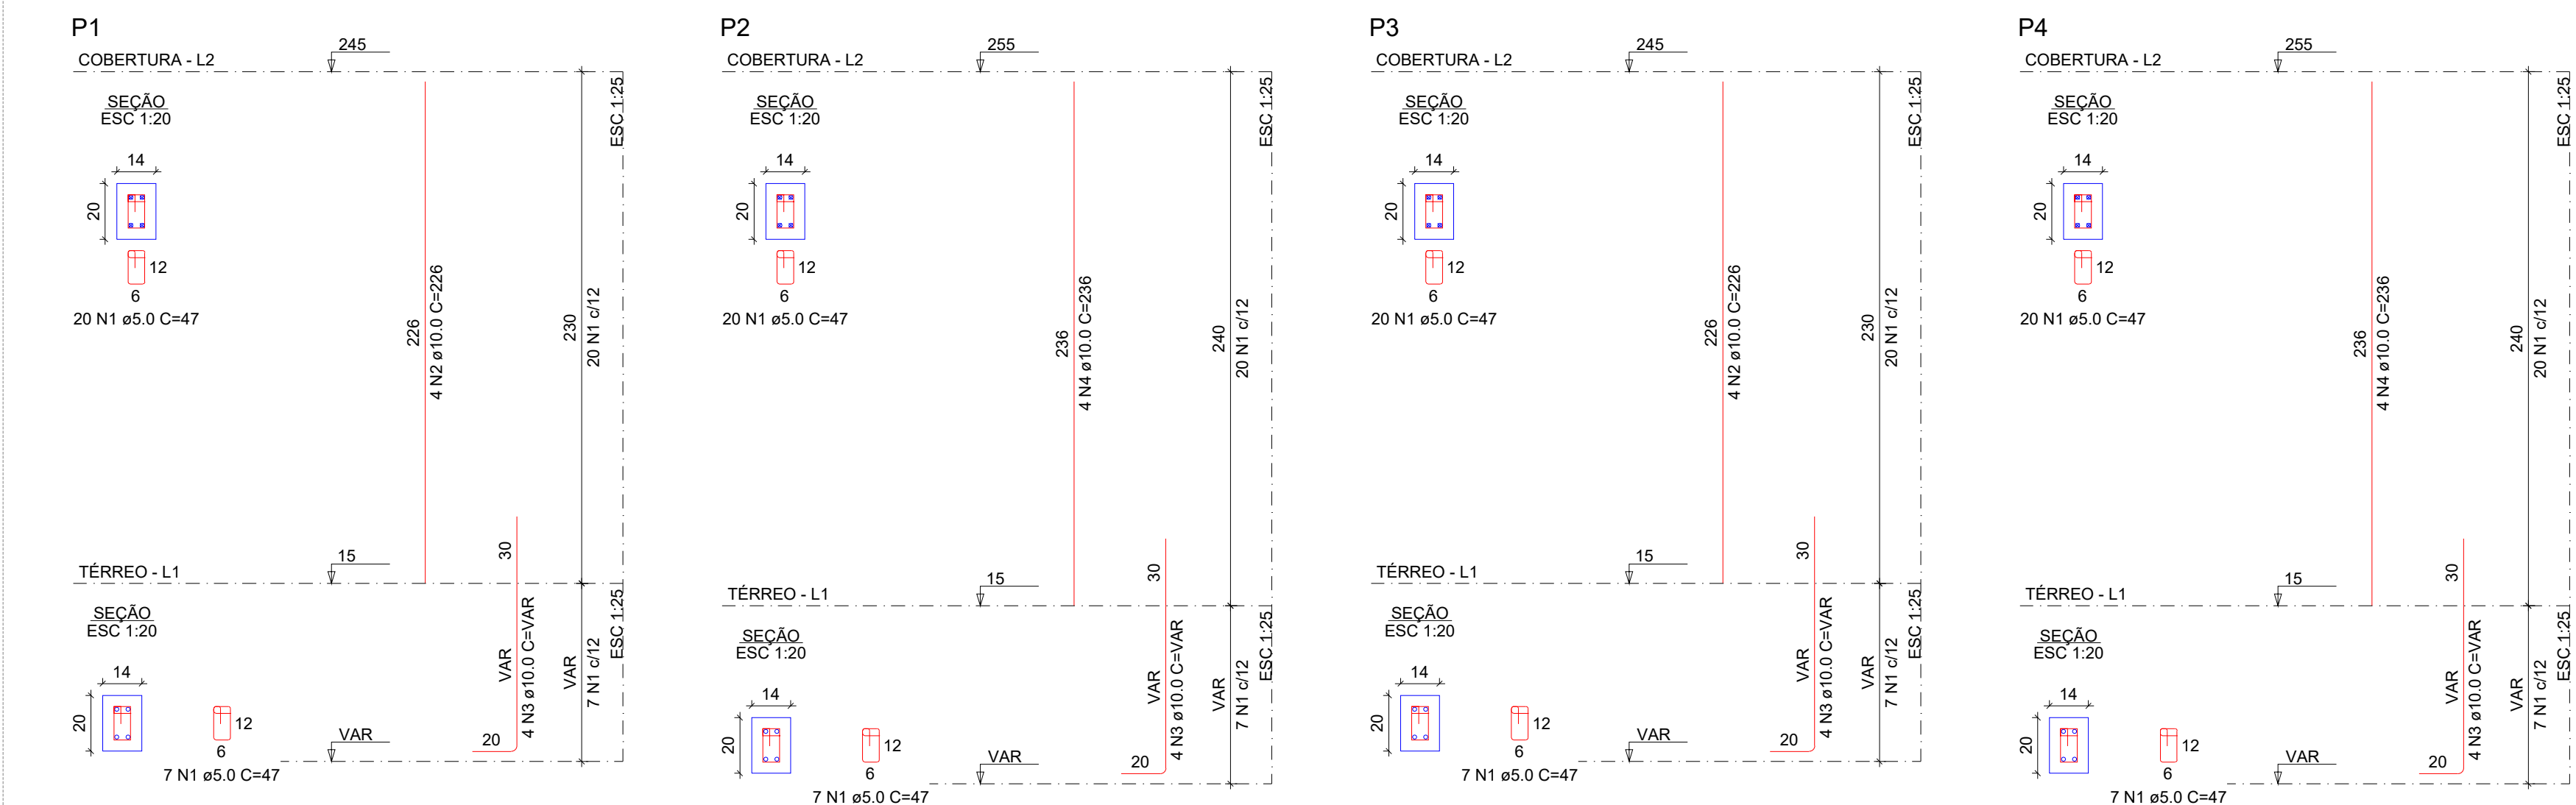 P1
COBERTURA - L2
245
SEÇÃO
ESC 1:20
14
20
12
6
20 N1 ø5.0 C=47
226
4 N2 ø10.0 C=226
230
20 N1 c/12
ESC 1:25
TÉRREO - L1
15
SEÇÃO
ESC 1:20
14
20
12
6
7 N1 ø5.0 C=47
VAR
30
VAR
20
4 N3 ø10.0 C=VAR
VAR
7 N1 c/12
ESC 1:25
P2
COBERTURA - L2
255
SEÇÃO
ESC 1:20
14
20
12
6
20 N1 ø5.0 C=47
236
4 N4 ø10.0 C=236
240
20 N1 c/12
ESC 1:25
TÉRREO - L1
15
SEÇÃO
ESC 1:20
14
20
12
6
7 N1 ø5.0 C=47
VAR
30
VAR
20
4 N3 ø10.0 C=VAR
VAR
7 N1 c/12
ESC 1:25
P3
COBERTURA - L2
245
SEÇÃO
ESC 1:20
14
20
12
6
20 N1 ø5.0 C=47
226
4 N2 ø10.0 C=226
230
20 N1 c/12
ESC 1:25
TÉRREO - L1
15
SEÇÃO
ESC 1:20
14
20
12
6
7 N1 ø5.0 C=47
VAR
30
VAR
20
4 N3 ø10.0 C=VAR
VAR
7 N1 c/12
ESC 1:25
P4
COBERTURA - L2
255
SEÇÃO
ESC 1:20
14
20
12
6
20 N1 ø5.0 C=47
236
4 N4 ø10.0 C=236
240
20 N1 c/12
ESC 1:25
TÉRREO - L1
15
SEÇÃO
ESC 1:20
14
20
12
6
7 N1 ø5.0 C=47
VAR
30
VAR
20
4 N3 ø10.0 C=VAR
VAR
7 N1 c/12
ESC 1:25